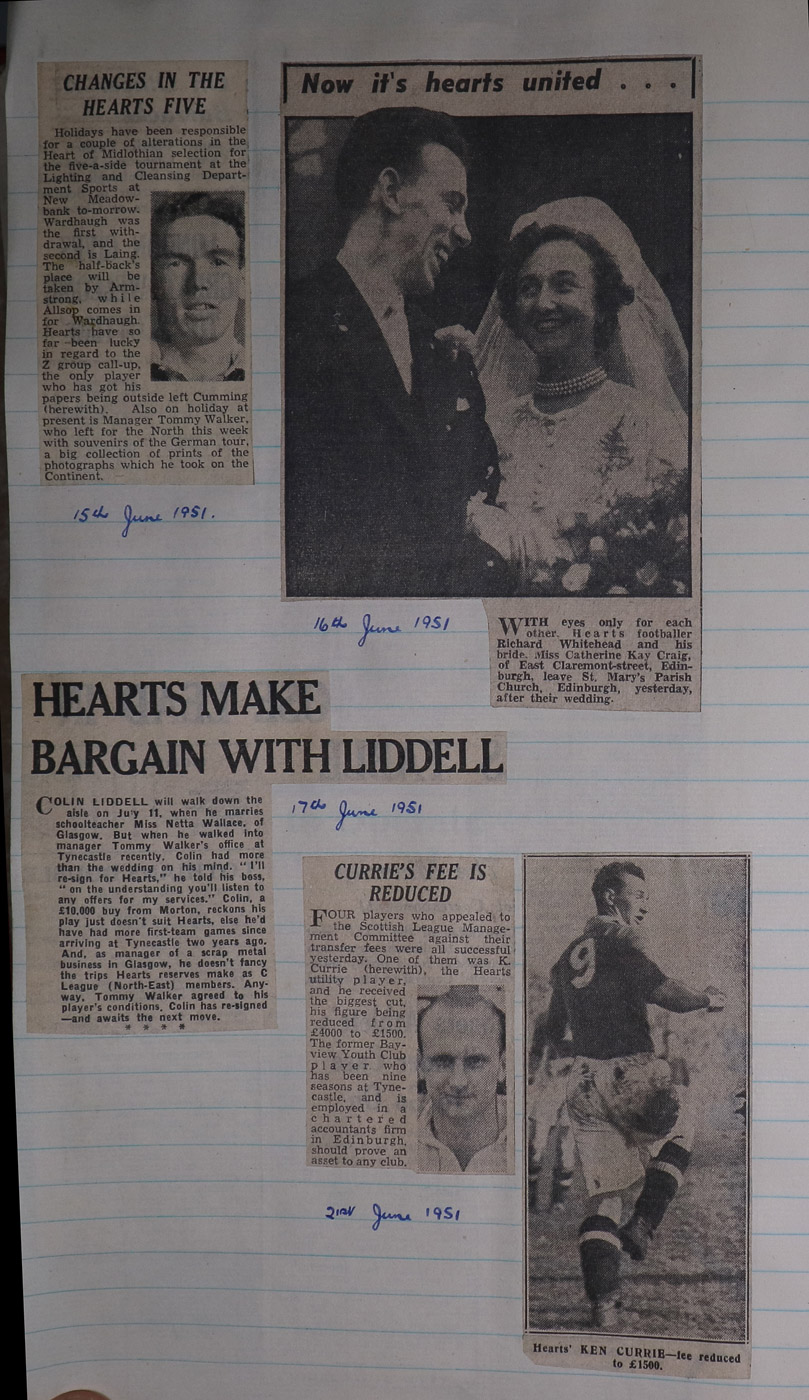 CHANGES IN THE
HEARTS FIVE
Holidays have been responsible
for a couple of alterations in the
Heart of Midlothian selection for
the five-a-side tournament at the
Lighting and Cleansing Depart-
ment Sports at
New Meadow-
bank to-morrow.
Wardhaugh was
the first with-
drawal, and the
second is Laing.
The half-back's
place will be
taken by Arm-
strong, while
Allsop comes in
for Wardhaugh.
Hearts have so
far been lucky
in regard to the
Z group call-up,
the only player
who has got his
papers being outside left Cumming
(herewith). Also on holiday at
present is Manager Tommy Walker,
who left for the North this week
with souvenirs of the German tour,
a big collection of prints of the
photographs which he took on the
Continent.
15th June 1951.
Now it's hearts united . . .
16th June 1951
WITH eyes only for each
other, Hearts footballer
Richard Whitehead and his
bride, Miss Catherine Kay Craig,
of East Claremont-street, Edin-
burgh, leave St. Mary's Parish
Church, Edinburgh, yesterday,
after their wedding.
HEARTS MAKE
BARGAIN WITH LIDDELL
COLIN LIDDELL will walk down the
aisle on July 11, when he marries
schoolteacher Miss Netta Wallace, of
Glasgow. But when he walked into
manager Tommy Walker's office at
Tynecastle recently, Colin had more
than the wedding on his mind. "I'll
re-sign for Hearts," he told his boss,
"on the understanding you'll listen to
any offers for my services." Colin, a
£10,000 buy from Morton, reckons his
play just doesn't suit Hearts, else he'd
have had more first-team games since
arriving at Tynecastle two years ago.
And, as manager of a scrap metal
business in Glasgow, he doesn't fancy
the trips Hearts reserves make as C
League (North-East) members. Any-
way, Tommy Walker agreed to his
player's conditions, Colin has re-signed
—and awaits the next move.
* * * *
17th June 1951
CURRIE'S FEE IS
REDUCED
FOUR players who appealed to
the Scottish League Manage-
ment Committee against their
transfer fees were all successful
yesterday. One of them was K.
Currie (herewith), the Hearts
utility player,
and he received
the biggest cut,
his figure being
reduced from
£4000 to £1500.
The former Bay-
view Youth Club
player who
has been nine
seasons at Tyne-
castle, and is
employed in a
chartered
accountants firm
in Edinburgh,
should prove an
asset to any club.
21st June 1951
9
Hearts' KEN CURRIE—fee reduced
to £1500.